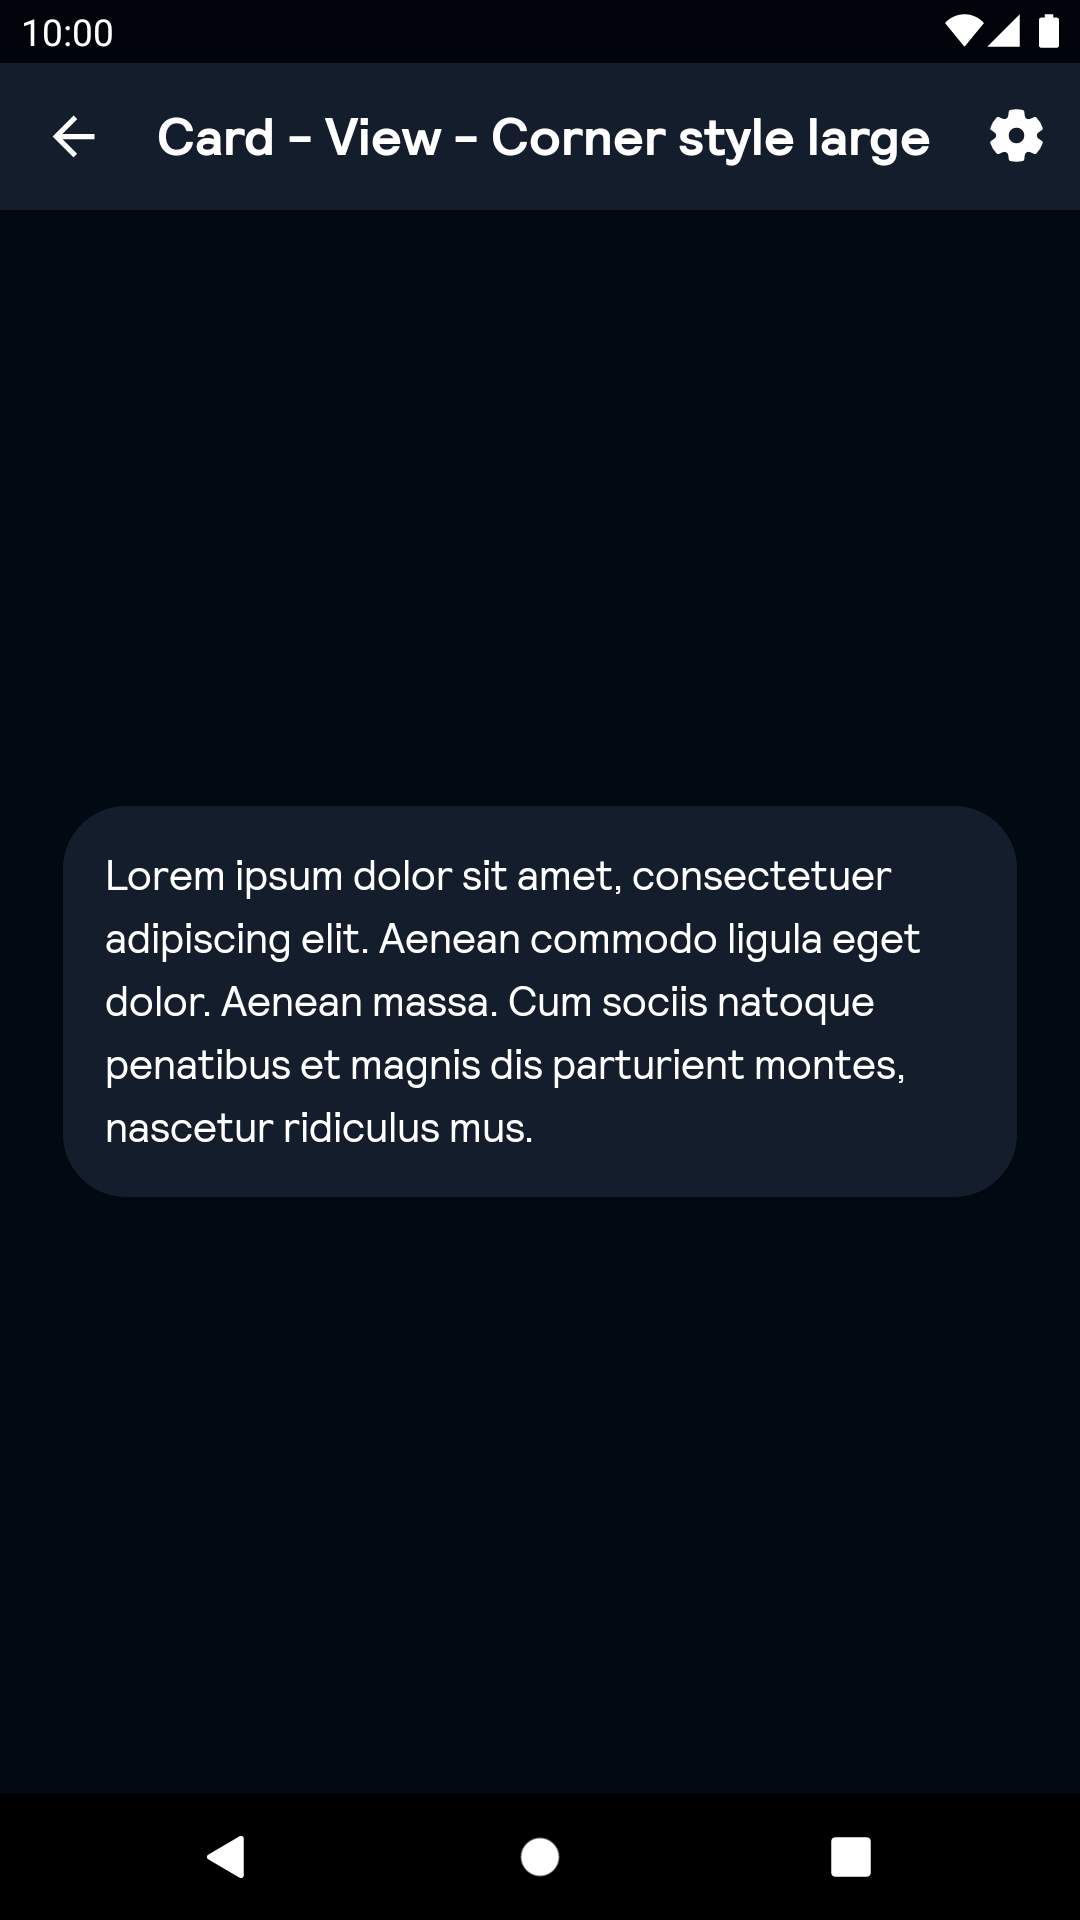 10:00
Card - View - Corner style large
Lorem ipsum dolor sit amet, consectetuer
adipiscing elit. Aenean commodo ligula eget
dolor. Aenean massa. Cum sociis natoque
penatibus et magnis dis parturient montes,
nascetur ridiculus mus.